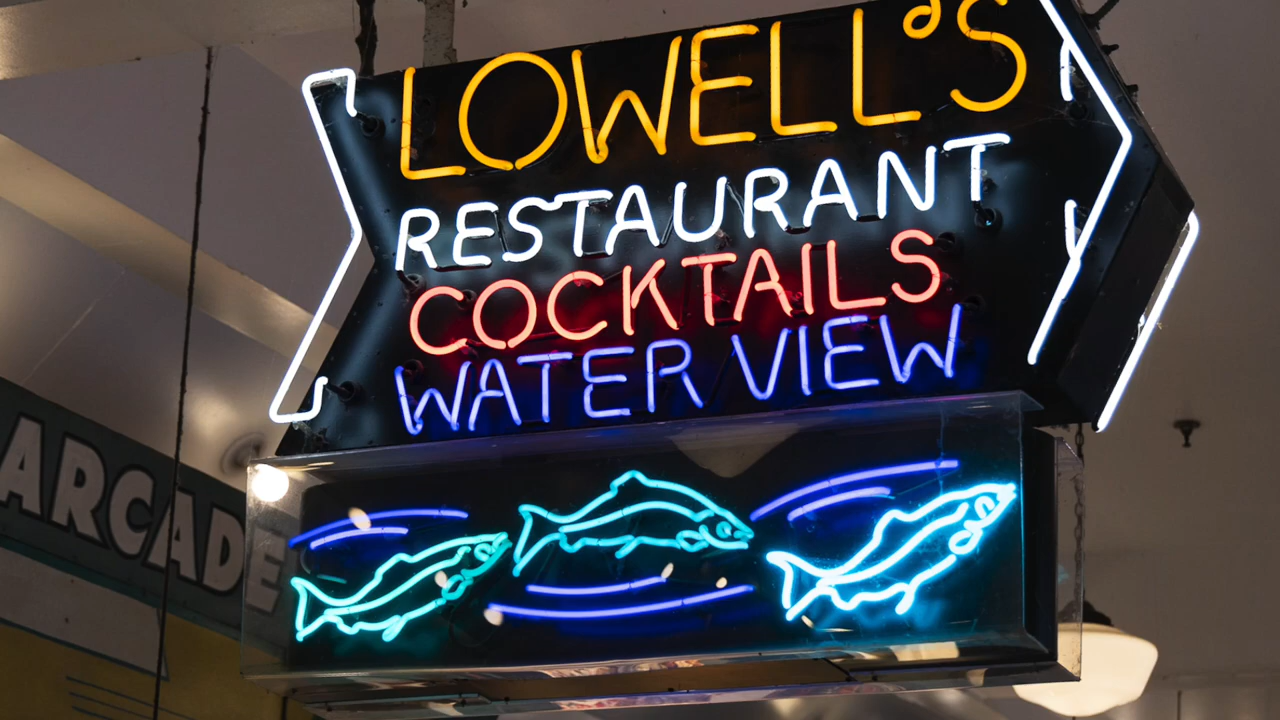 LOWELL'S
RESTAURANT
COCKTAILS
WATER VIEW
ARCADE